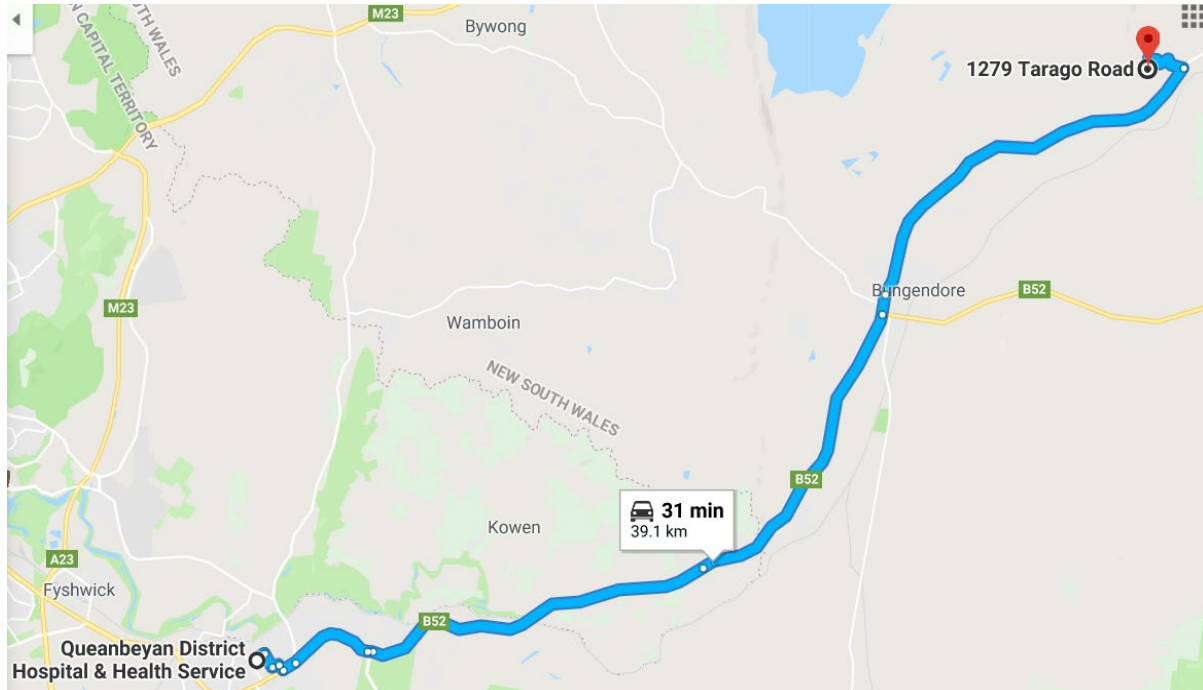 M23
SOUTH WALES
N CAPITAL TERRITORY
Bywong
1279 Tarago Road
M23
Bungendore
B52
Wamboin
NEW SOUTH WALES
B52
31 min
39.1 km
Kowen
A23
Fyshwick
B52
Queanbeyan District
Hospital & Health Service